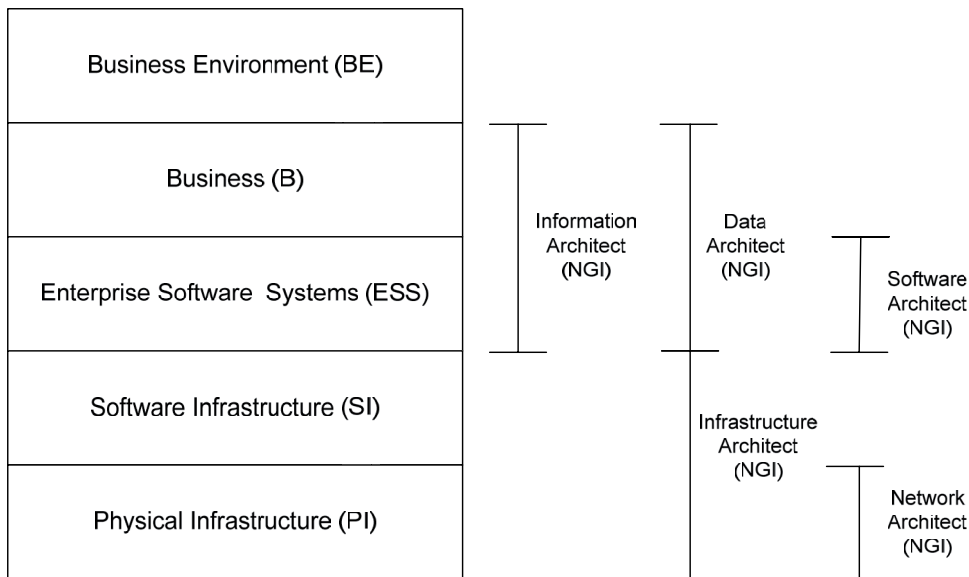 Business Environment (BE)
Business (B)
Enterprise Software Systems (ESS)
Software Infrastructure (SI)
Physical Infrastructure (PI)
Information
Architect
(NGI)
Data
Architect
(NGI)
Software
Architect
(NGI)
Infrastructure
Architect
(NGI)
Network
Architect
(NGI)